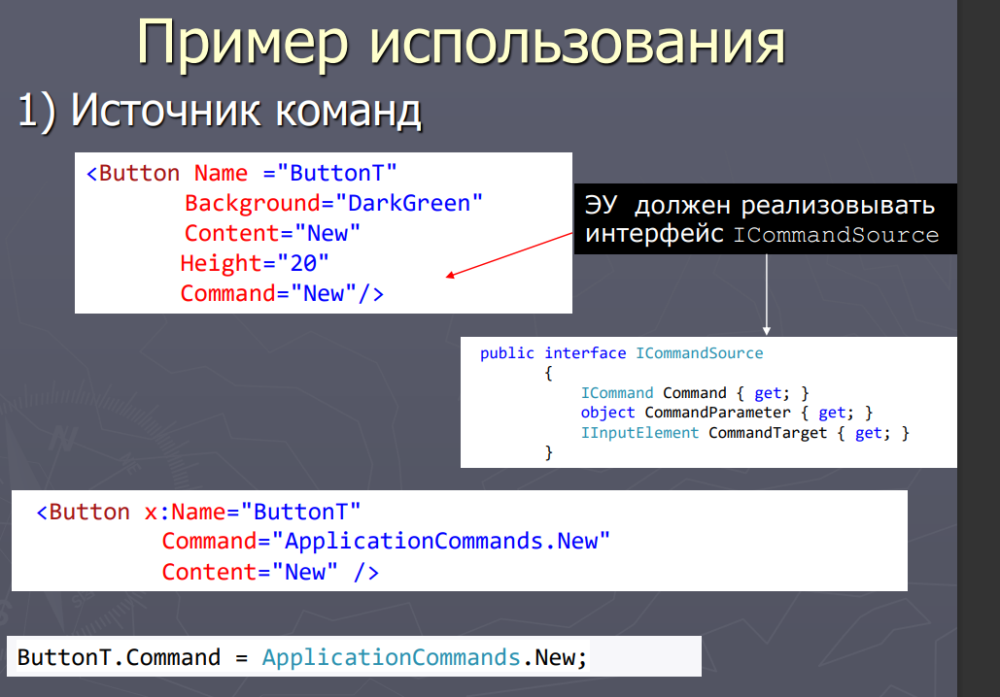 Пример использования
1) Источник команд
<Button Name ="ButtonT"
Background="DarkGreen"
Content="New"
Height="20"
Command="New"/>
ЭУ должен реализовывать
интерфейс ICommandSource
public interface ICommandSource
{
ICommand Command { get; }
object CommandParameter { get; }
IInputElement CommandTarget { get; }
}
<Button x:Name="ButtonT"
Command="ApplicationCommands.New"
Content="New" />
ButtonT.Command = ApplicationCommands.New;